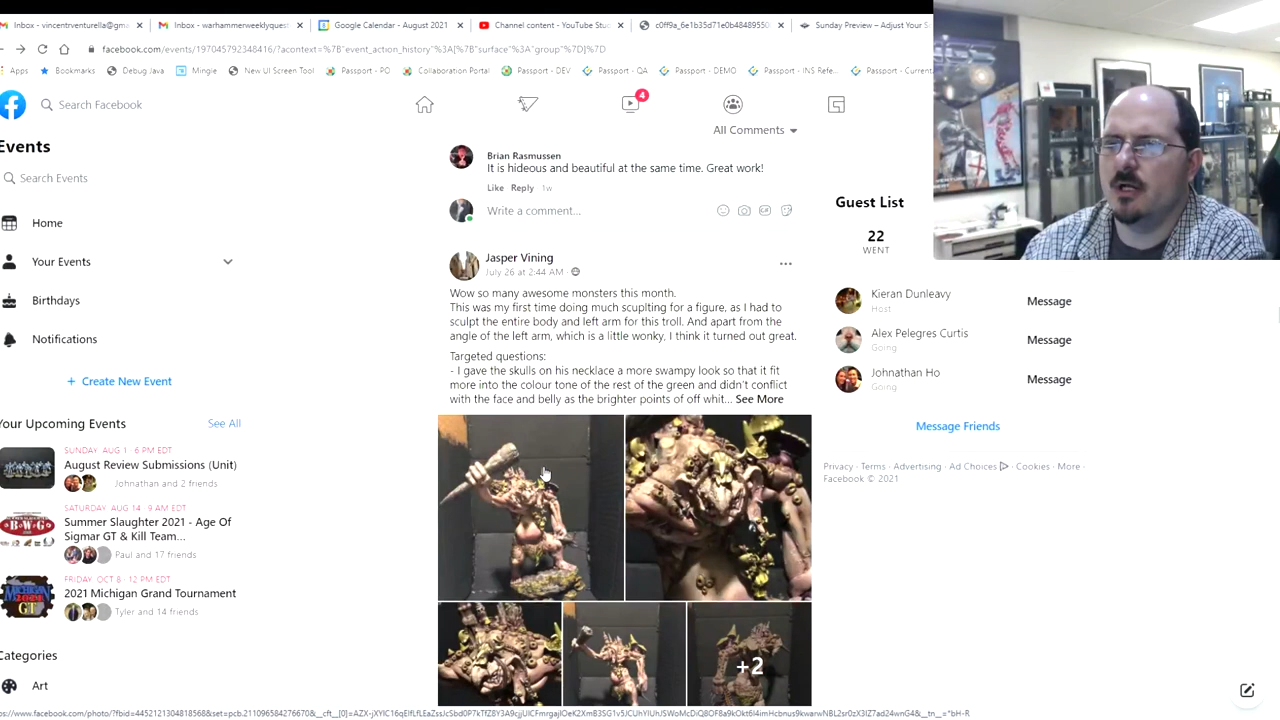 Inbox - vincentrventurella@gma
Inbox - warhammerweeklyques
Google Calendar - August 2021
Channel content - YouTube Stud
c0ff9a_6e1b35d71e0b48489550
Sunday Preview – Adjust Your S
facebook.com/events/197045792348416/?acontext=%7B"event_action_history"%3A[%7B"surface"%3A"group"%7D]%7D
Apps
Bookmarks
Debug Java
Mingle
New UI Screen Tool
Passport - PO
Collaboration Portal
Passport - DEV
Passport - QA
Passport - DEMO
Passport - INS Refe...
Passport - Current
Search Facebook
4
Events
Search Events
Home
Your Events
Birthdays
Notifications
+ Create New Event
Your Upcoming Events
See All
SUNDAY, AUG 1 · 6 PM EDT
August Review Submissions (Unit)
Johnathan and 2 friends
SATURDAY, AUG 14 · 9 AM EDT
Summer Slaughter 2021 - Age Of
Sigmar GT & Kill Team...
Paul and 17 friends
FRIDAY, OCT 8 · 12 PM EDT
2021 Michigan Grand Tournament
Tyler and 14 friends
Categories
Art
All Comments
Brian Rasmussen
It is hideous and beautiful at the same time. Great work!
Like Reply 1w
Write a comment...
Jasper Vining
July 26 at 2:44 AM ·
Wow so many awesome monsters this month.
This was my first time doing much scuplting for a figure, as I had to
sculpt the entire body and left arm for this troll. And apart from the
angle of the left arm, which is a little wonky, I think it turned out great.
Targeted questions:
- I gave the skulls on his necklace a more swampy look so that it fit
more into the colour tone of the rest of the green and didn't conflict
with the face and belly as the brighter points of off whit... See More
+2
Guest List
22
WENT
Kieran Dunleavy
Host
Message
Alex Pelegres Curtis
Going
Message
Johnathan Ho
Going
Message
Message Friends
Privacy · Terms · Advertising · Ad Choices · Cookies · More ·
Facebook © 2021